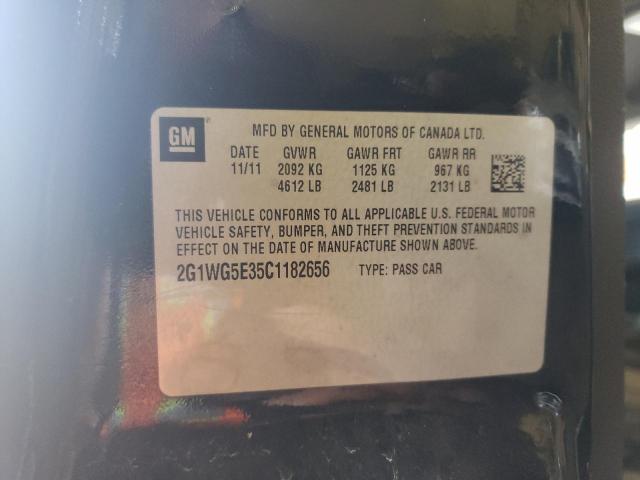 GM
MFD BY GENERAL MOTORS OF CANADA LTD.
DATE GVWR GAWR FRT GAWR RR
11/11 2092 KG 1125 KG 967 KG
4612 LB 2481 LB 2131 LB
THIS VEHICLE CONFORMS TO ALL APPLICABLE U.S. FEDERAL MOTOR
VEHICLE SAFETY, BUMPER, AND THEFT PREVENTION STANDARDS IN
EFFECT ON THE DATE OF MANUFACTURE SHOWN ABOVE.
2G1WG5E35C1182656 TYPE: PASS CAR